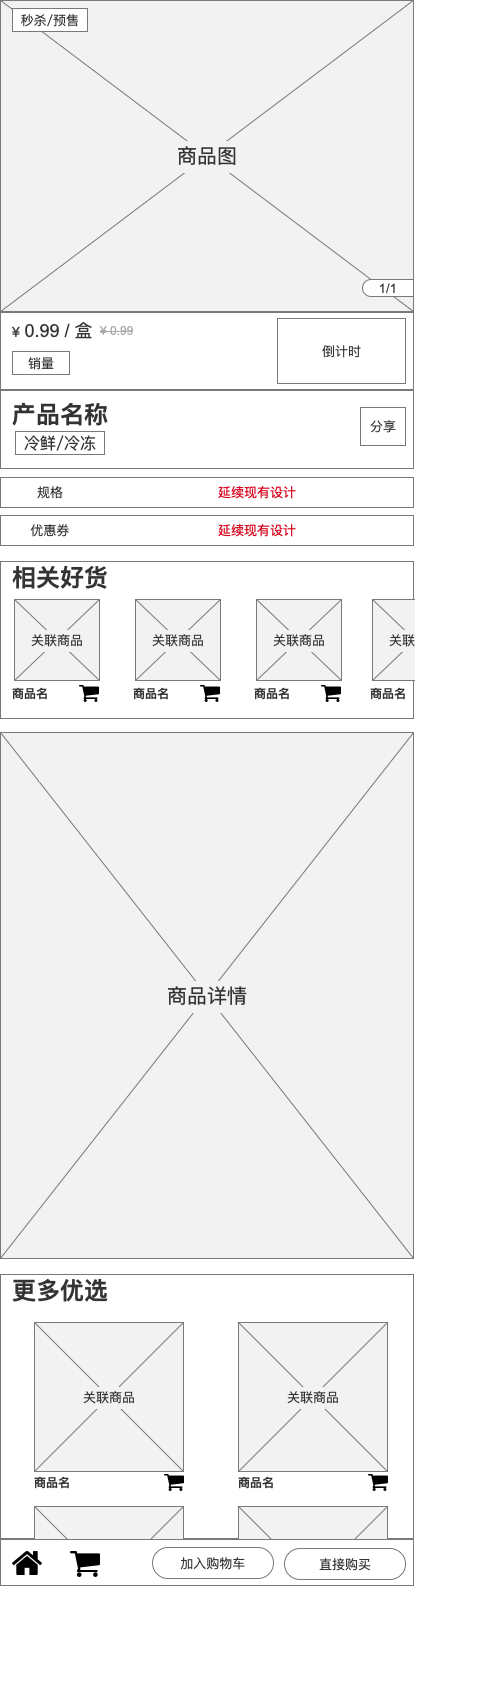 秒杀/预售
商品图
1/1
¥ 0.99 / 盒 ¥ 0.99
销量
倒计时
产品名称
冷鲜/冷冻
分享
规格 延续现有设计
优惠券 延续现有设计
相关好货
关联商品 关联商品 关联商品 关联
商品名 商品名 商品名 商品名
商品详情
更多优选
关联商品 关联商品
商品名 商品名
加入购物车 直接购买